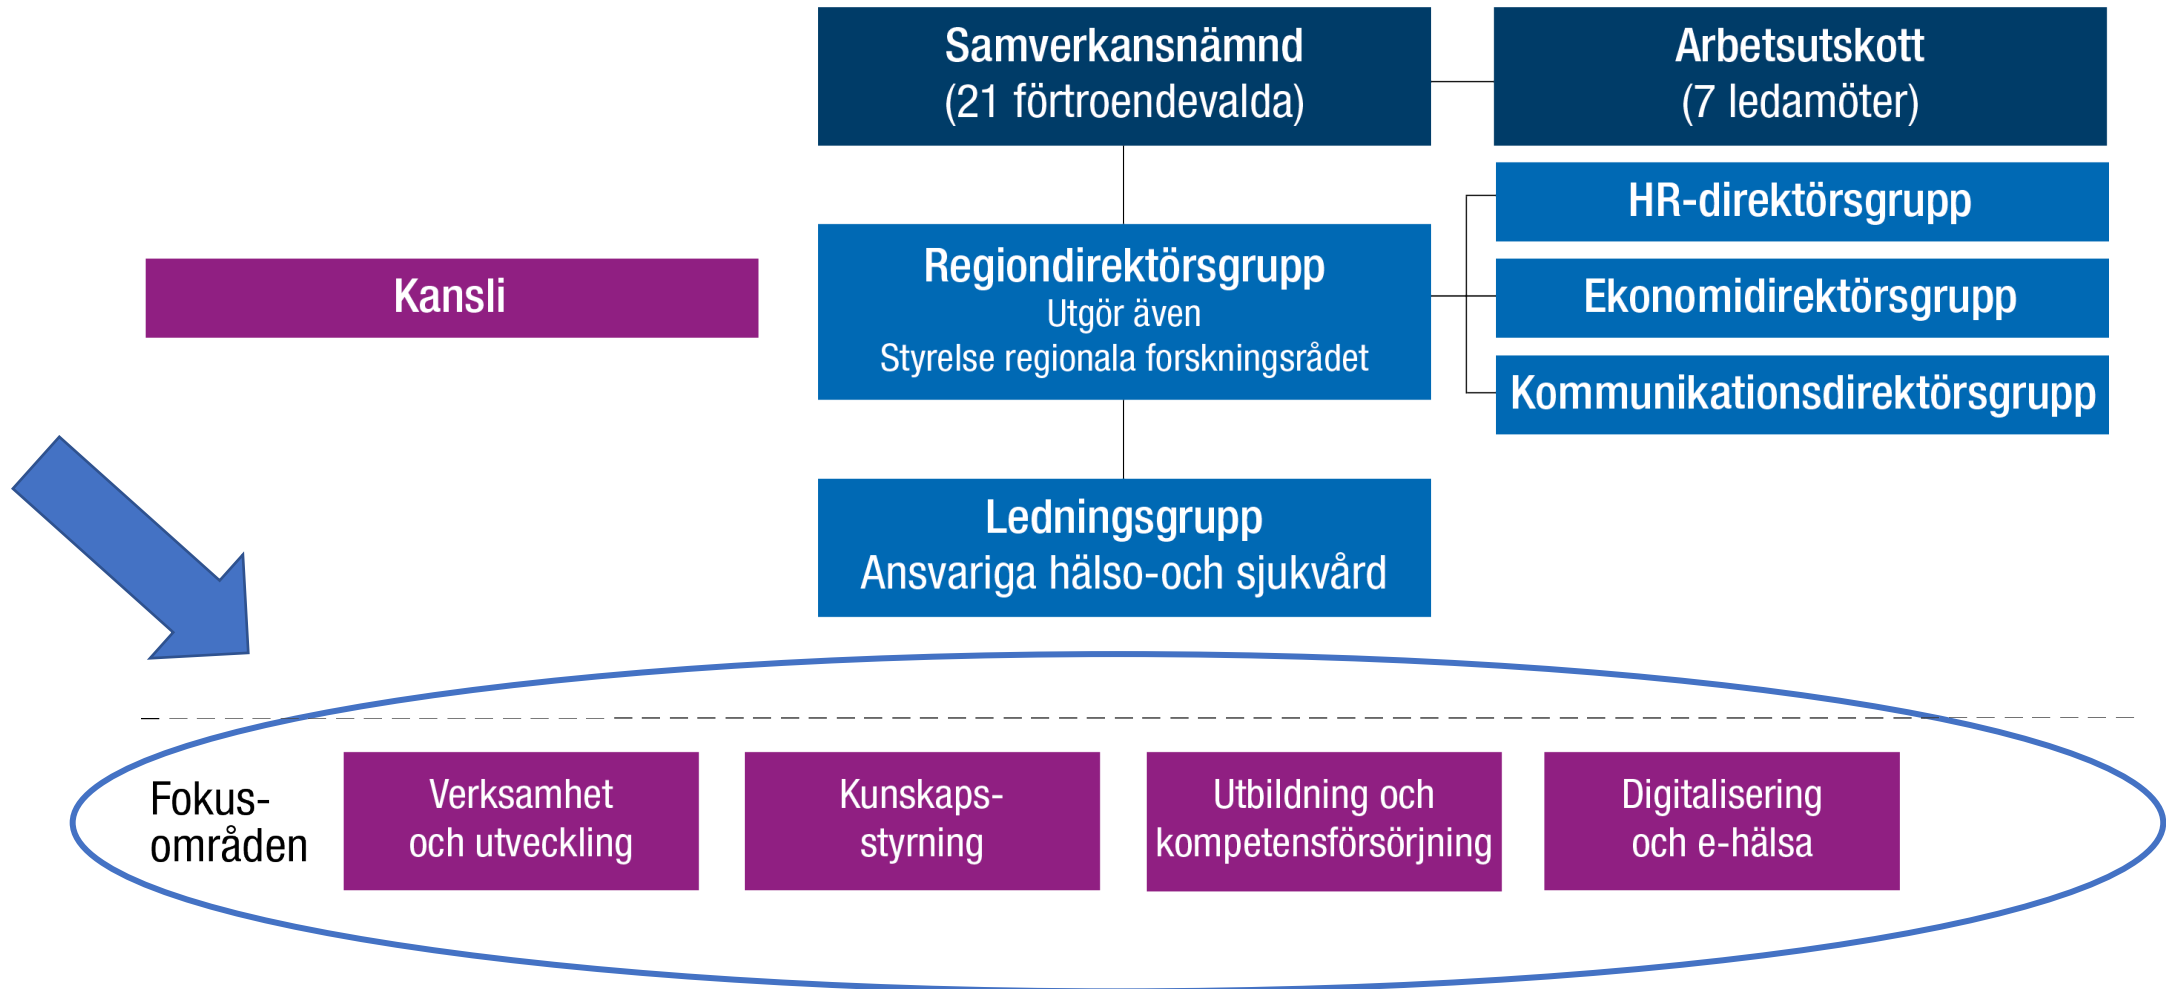 Samverkansnämnd
(21 förtroendevalda)
Arbetsutskott
(7 ledamöter)
HR-direktörsgrupp
Kansli
Regiondirektörsgrupp
Utgör även
Styrelse regionala forskningsrådet
Ekonomidirektörsgrupp
Kommunikationsdirektörsgrupp
Ledningsgrupp
Ansvariga hälso-och sjukvård
Fokus-
områden
Verksamhet
och utveckling
Kunskaps-
styrning
Utbildning och
kompetensförsörjning
Digitalisering
och e-hälsa